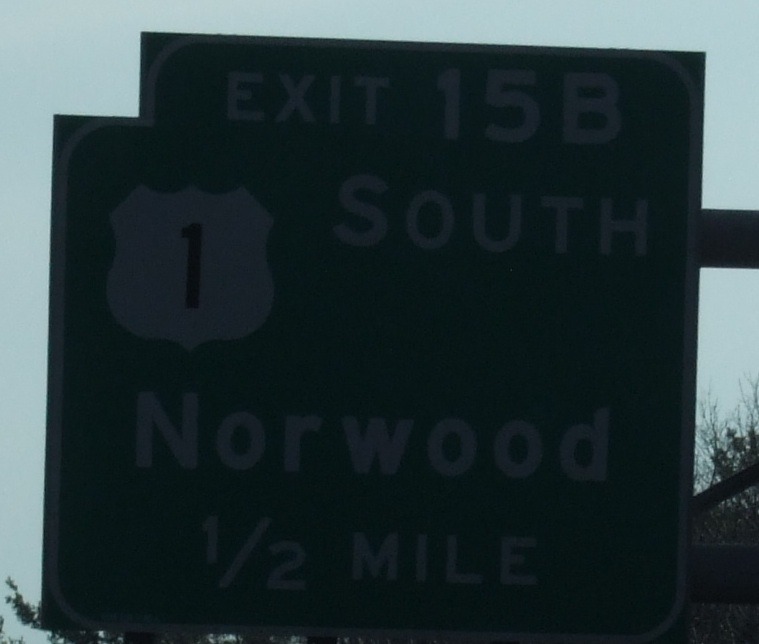 EXIT 15B
SOUTH
1
Norwood
1/2 MILE